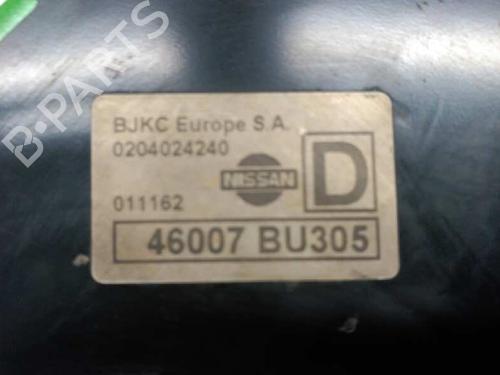 B-PARTS
BJKC Europe S.A.
0204024240
NISSAN
D
011162
46007 BU305